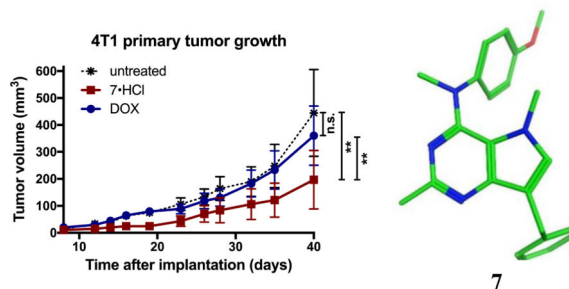 4T1 primary tumor growth
untreated
7•HCl
DOX
Tumor volume (mm³)
600
500
400
300
200
100
0
n.s.
**
**
10
20
30
40
Time after implantation (days)
7